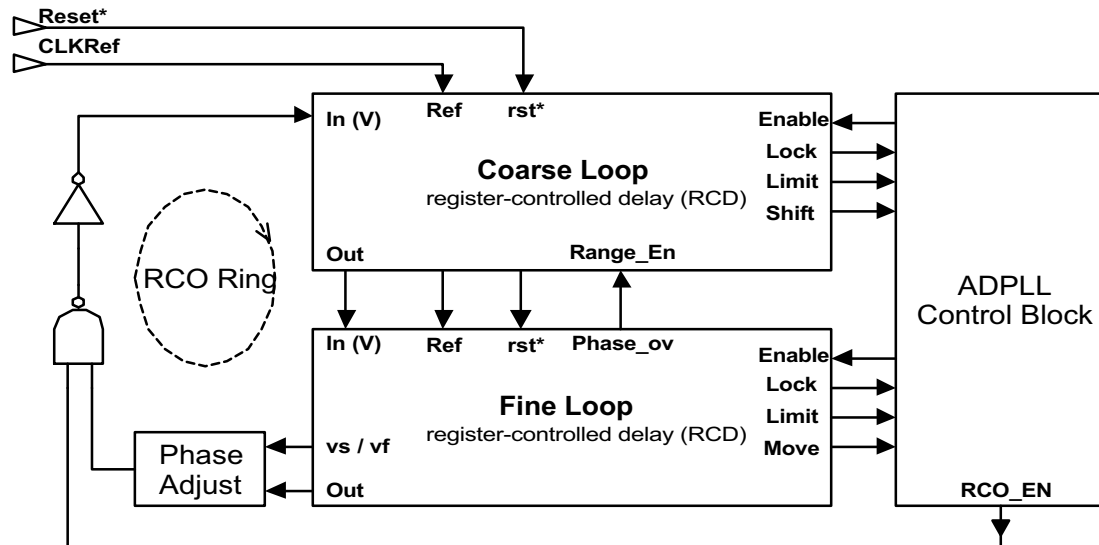 Reset*
CLKRef
In (V)
Ref
rst*
Enable
Lock
Limit
Shift
Coarse Loop
register-controlled delay (RCD)
Out
Range_En
RCO Ring
ADPLL
Control Block
In (V)
Ref
rst*
Phase_ov
Enable
Lock
Limit
Move
Fine Loop
register-controlled delay (RCD)
vs / vf
Out
Phase
Adjust
RCO_EN